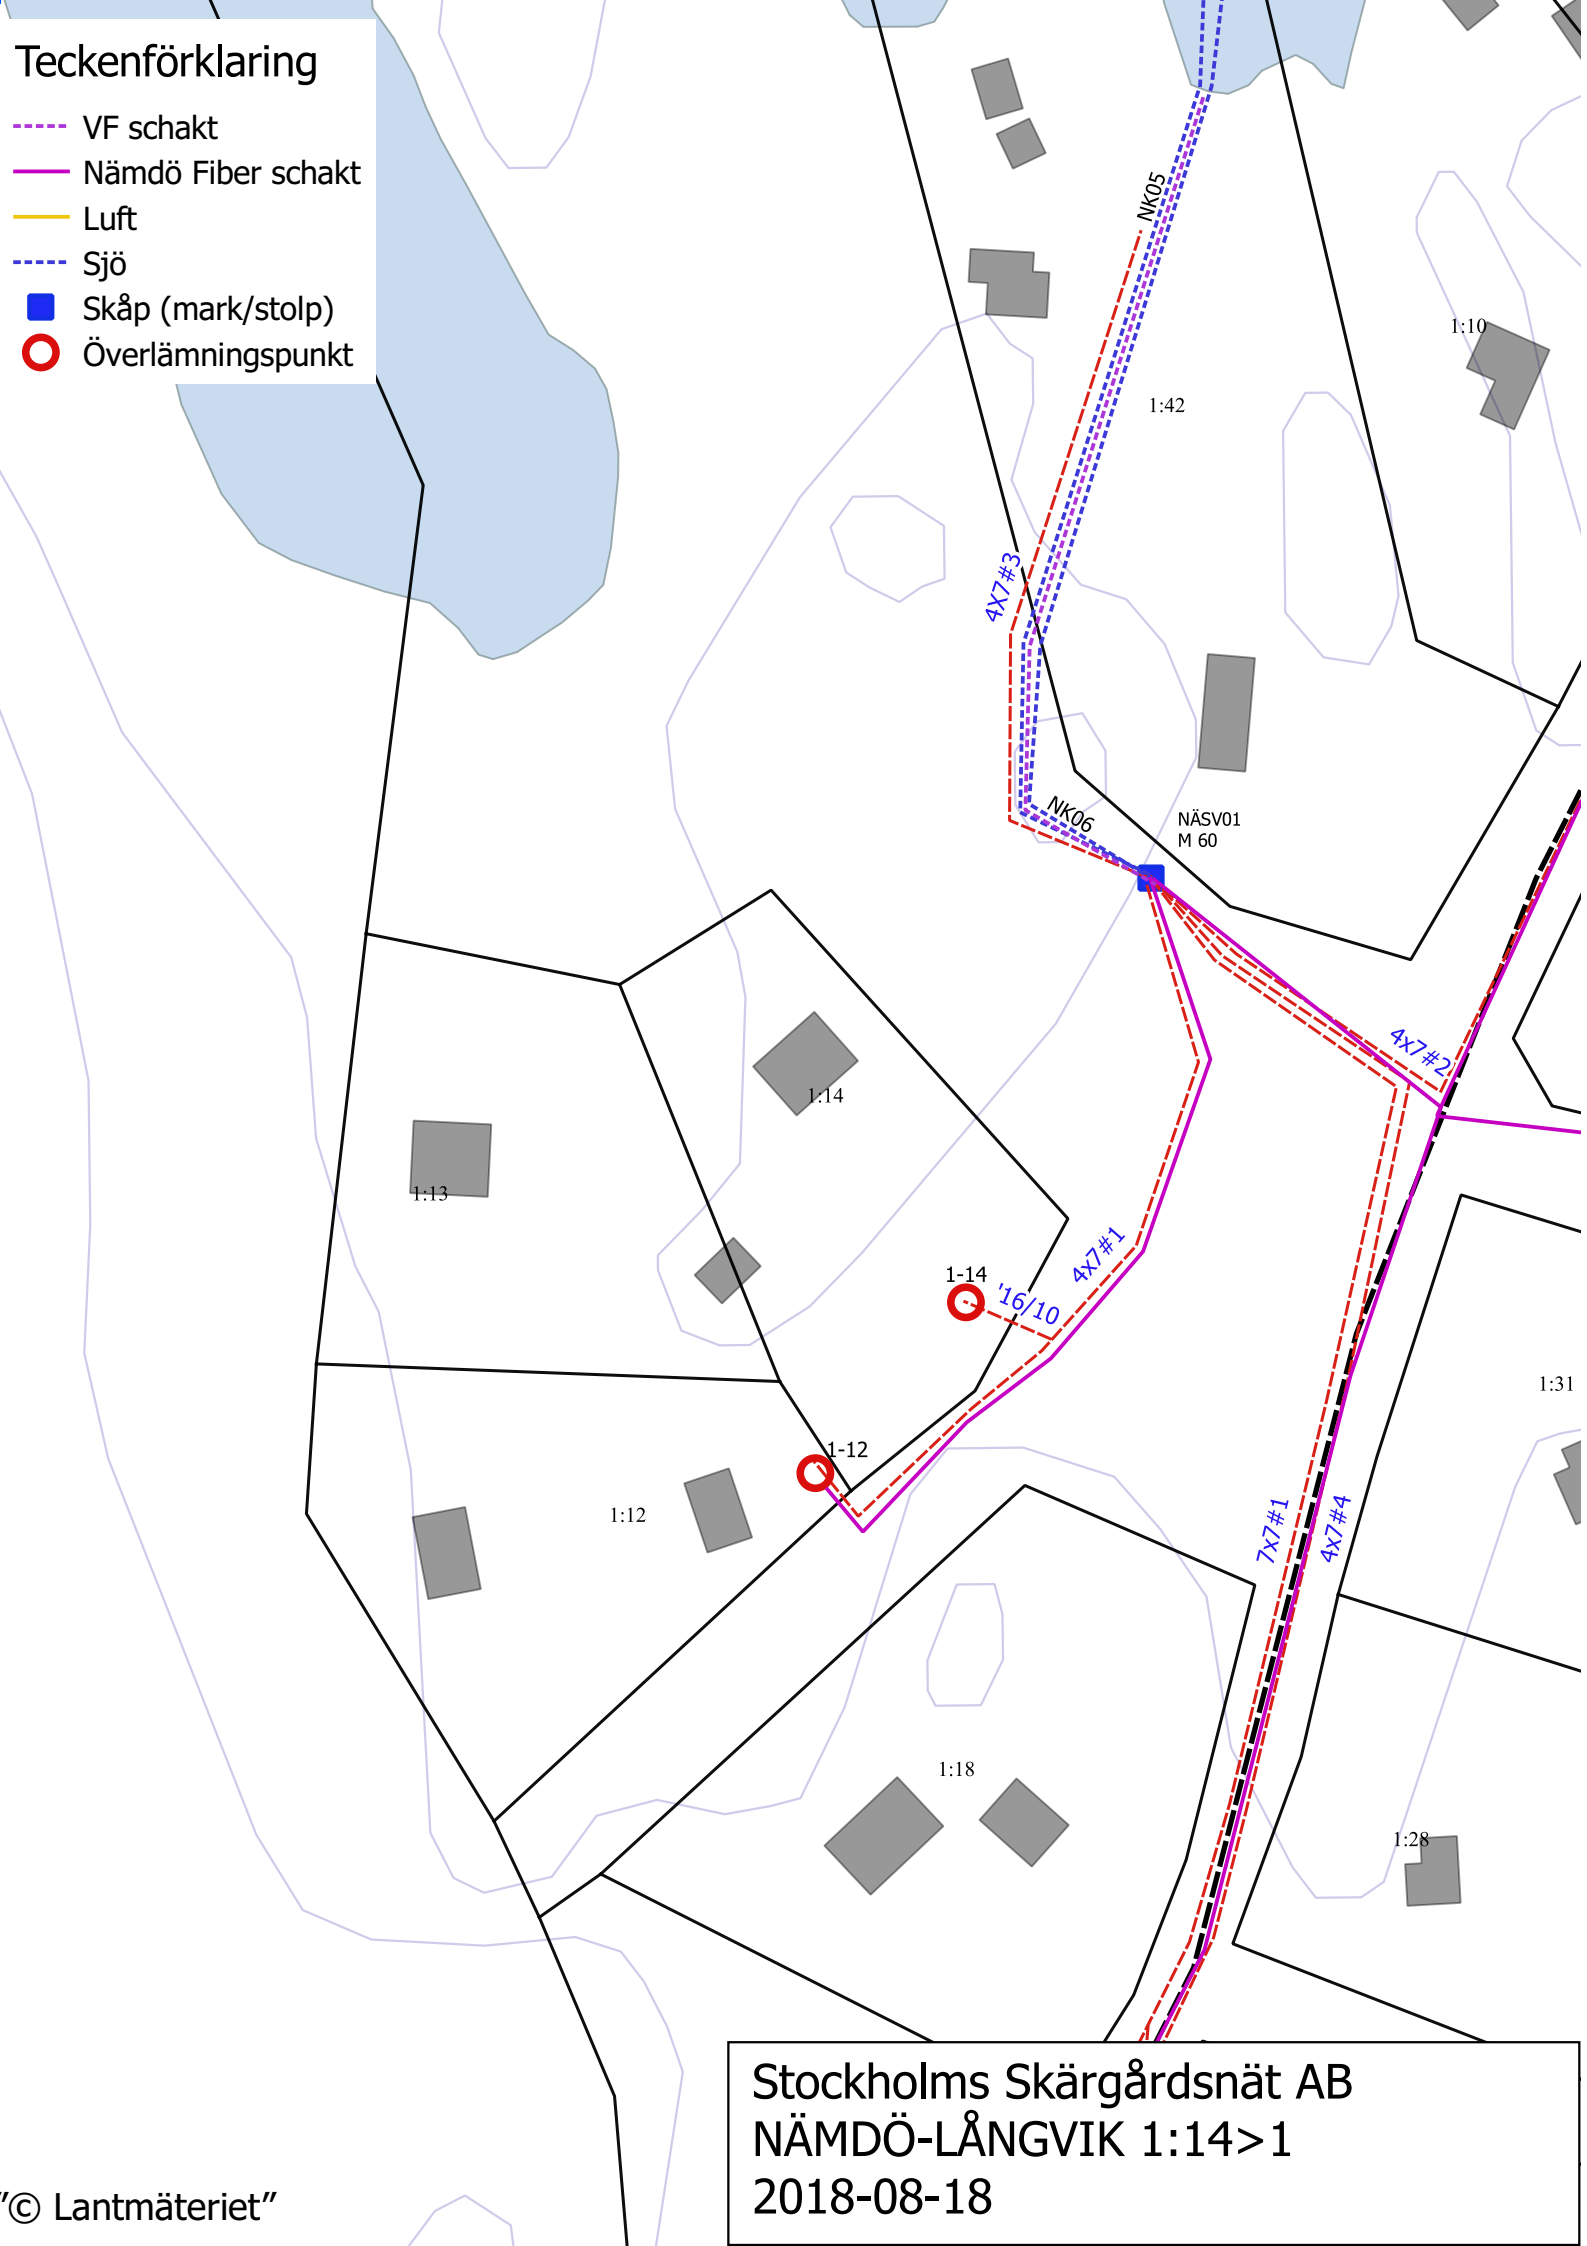 Teckenförklaring
VF schakt
Nämdö Fiber schakt
Luft
Sjö
Skåp (mark/stolp)
Överlämningspunkt
NK05
1:10
1:42
4X7#3
NK06
NÄSV01
M 60
4x7#2
1:14
1:13
4x7#1
1-14
'16/10
1:31
1-12
1:12
7x7#1
4x7#4
1:18
1:28
Stockholms Skärgårdsnät AB
NÄMDÖ-LÅNGVIK 1:14>1
2018-08-18
"© Lantmäteriet"